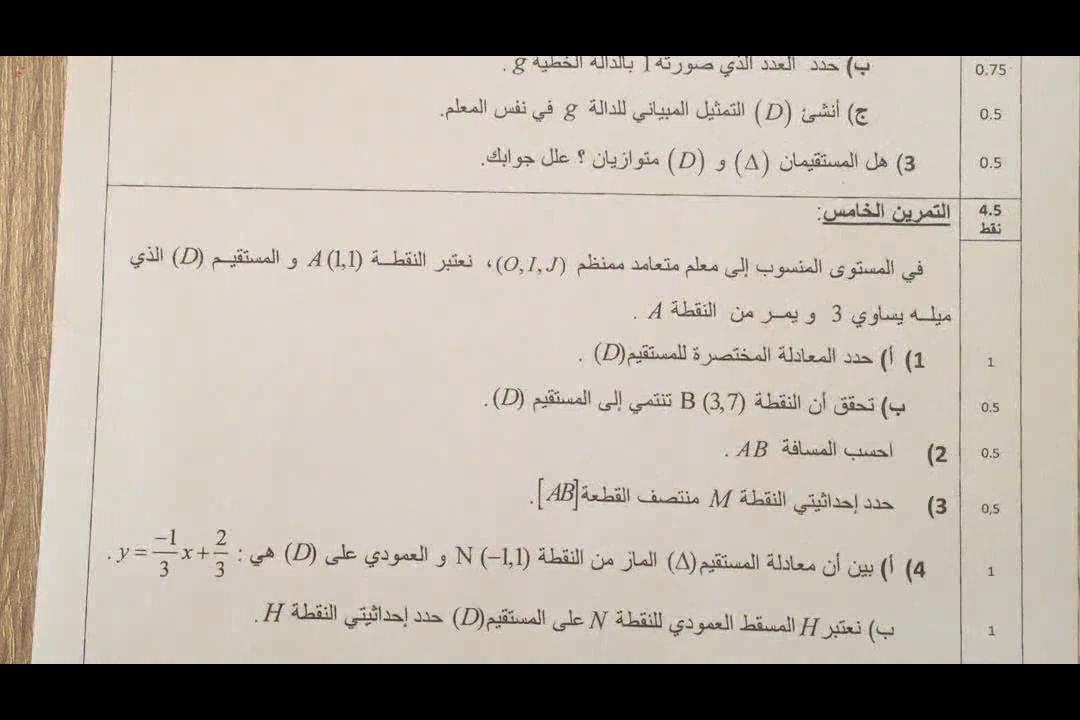 ب) حدد العدد الذي صورته 1 بالدالة الخطية g . 0.75
ج) أنشئ (D) التمثيل المبياني للدالة g في نفس المعلم. 0.5
3) هل المستقيمان (Δ) و (D) متوازيان ؟ علل جوابك. 0.5
التمرين الخامس: 4.5 نقط
في المستوى المنسوب إلى معلم متعامد ممنظم (O,I,J)، نعتبر النقطـة A(1,1) و المستقيـم (D) الذي
ميلـه يساوي 3 و يمـر من النقطة A .
1) أ) حدد المعادلة المختصرة للمستقيم(D) . 1
ب) تحقق أن النقطة B (3,7) تنتمي إلى المستقيم (D). 0.5
2) احسب المسافة AB . 0.5
3) حدد إحداثيتي النقطة M منتصف القطعة[AB]. 0,5
4) أ) بين أن معادلة المستقيم(Δ) الماز من النقطة N(−1,1) و العمودي على (D) هي : y = −1/3 x + 2/3 . 1
ب) نعتبر H المسقط العمودي للنقطة N على المستقيم(D) حدد إحداثيتي النقطة H . 1